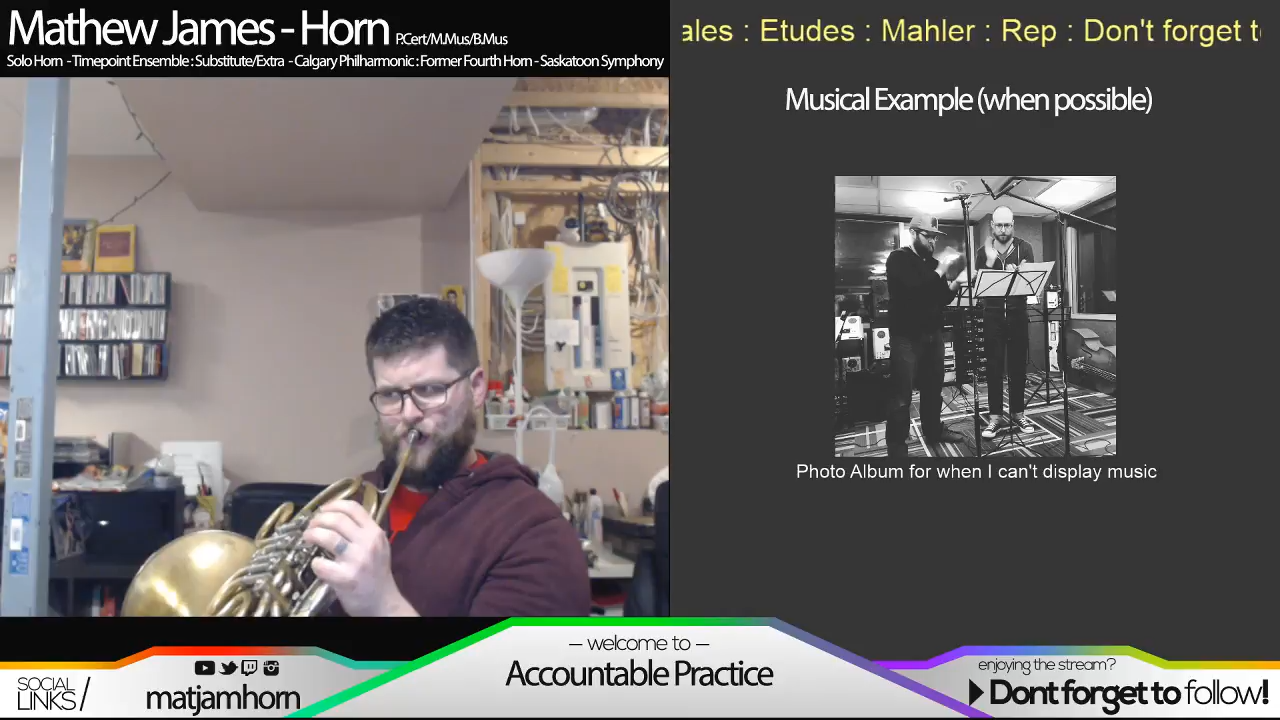 Mathew James - Horn P.Cert/M.Mus/B.Mus
Solo Horn - Timepoint Ensemble : Substitute/Extra - Calgary Philharmonic : Former Fourth Horn - Saskatoon Symphony
ales : Etudes : Mahler : Rep : Don't forget t
Musical Example (when possible)
Photo Album for when I can't display music
SOCIAL
LINKS /
matjamhorn
– welcome to –
Accountable Practice
enjoying the stream?
Dont forget to follow!